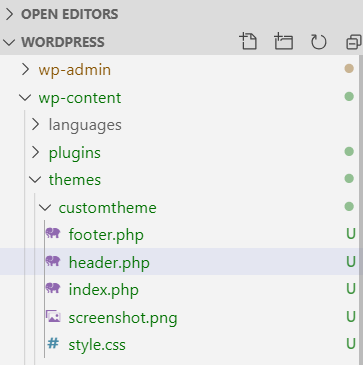 OPEN EDITORS
WORDPRESS
wp-admin
wp-content
languages
plugins
themes
customtheme
footer.php U
header.php U
index.php U
screenshot.png U
# style.css U